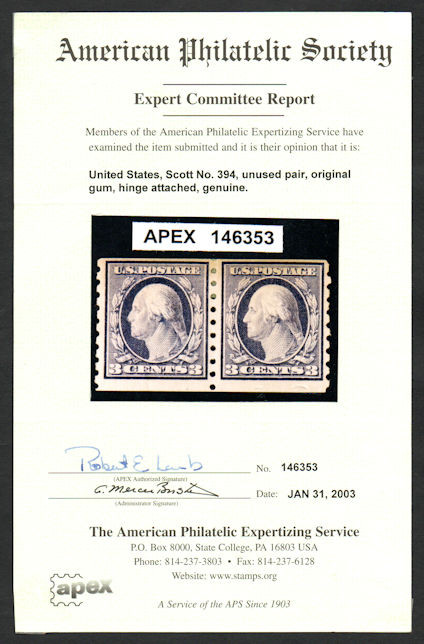 American Philatelic Society
Expert Committee Report
Members of the American Philatelic Expertizing Service have
examined the item submitted and it is their opinion that it is:
United States, Scott No. 394, unused pair, original
gum, hinge attached, genuine.
APEX 146353
U.S. POSTAGE U.S. POSTAGE
3 CENTS 3 3 CENTS 3
Robert E Lamb
(APEX Authorized Signature)
No. 146353
G. Mercer
(Administrator Signature)
Date: JAN 31, 2003
The American Philatelic Expertizing Service
P.O. Box 8000, State College, PA 16803 USA
Phone: 814-237-3803 • Fax: 814-237-6128
Website: www.stamps.org
apex
A Service of the APS Since 1903